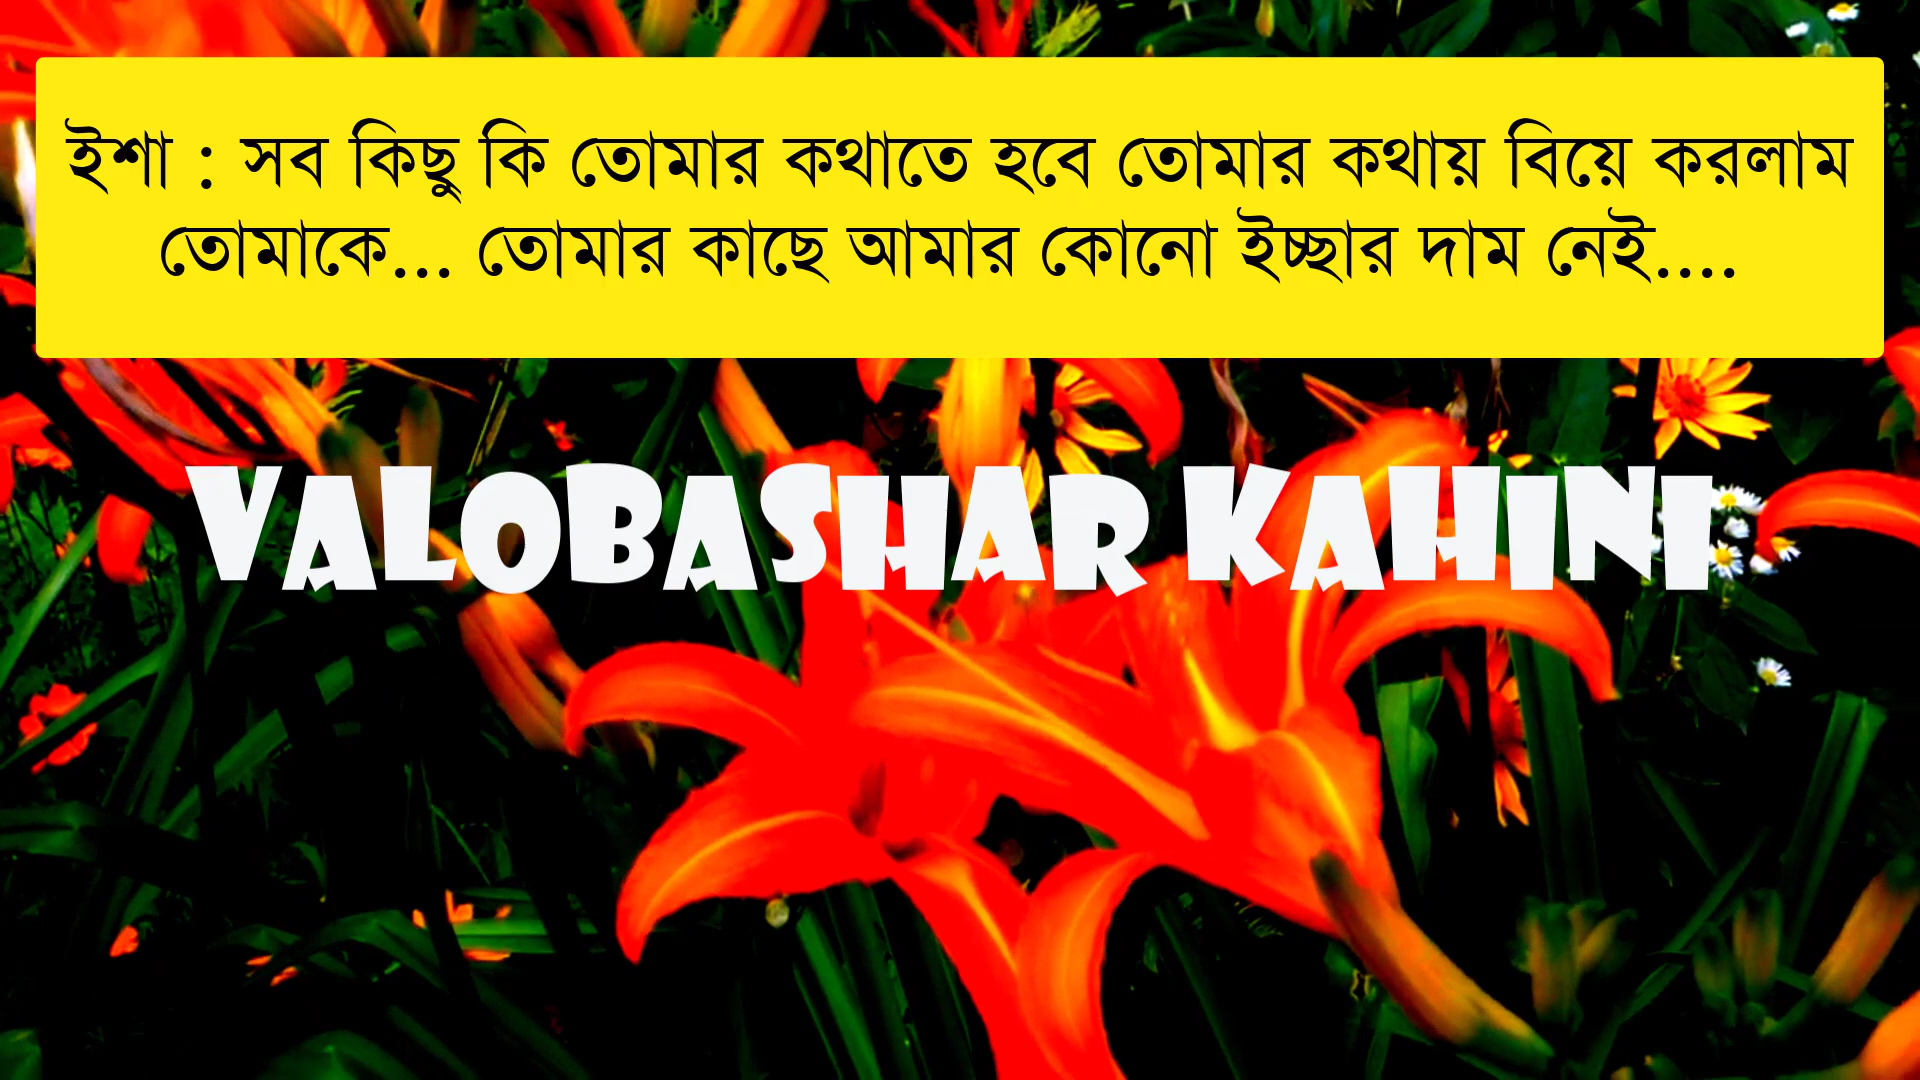 ইশা : সব কিছু কি তোমার কথাতে হবে তোমার কথায় বিয়ে করলাম
তোমাকে... তোমার কাছে আমার কোনো ইচ্ছার দাম নেই....
VALOBASHAR KAHINI